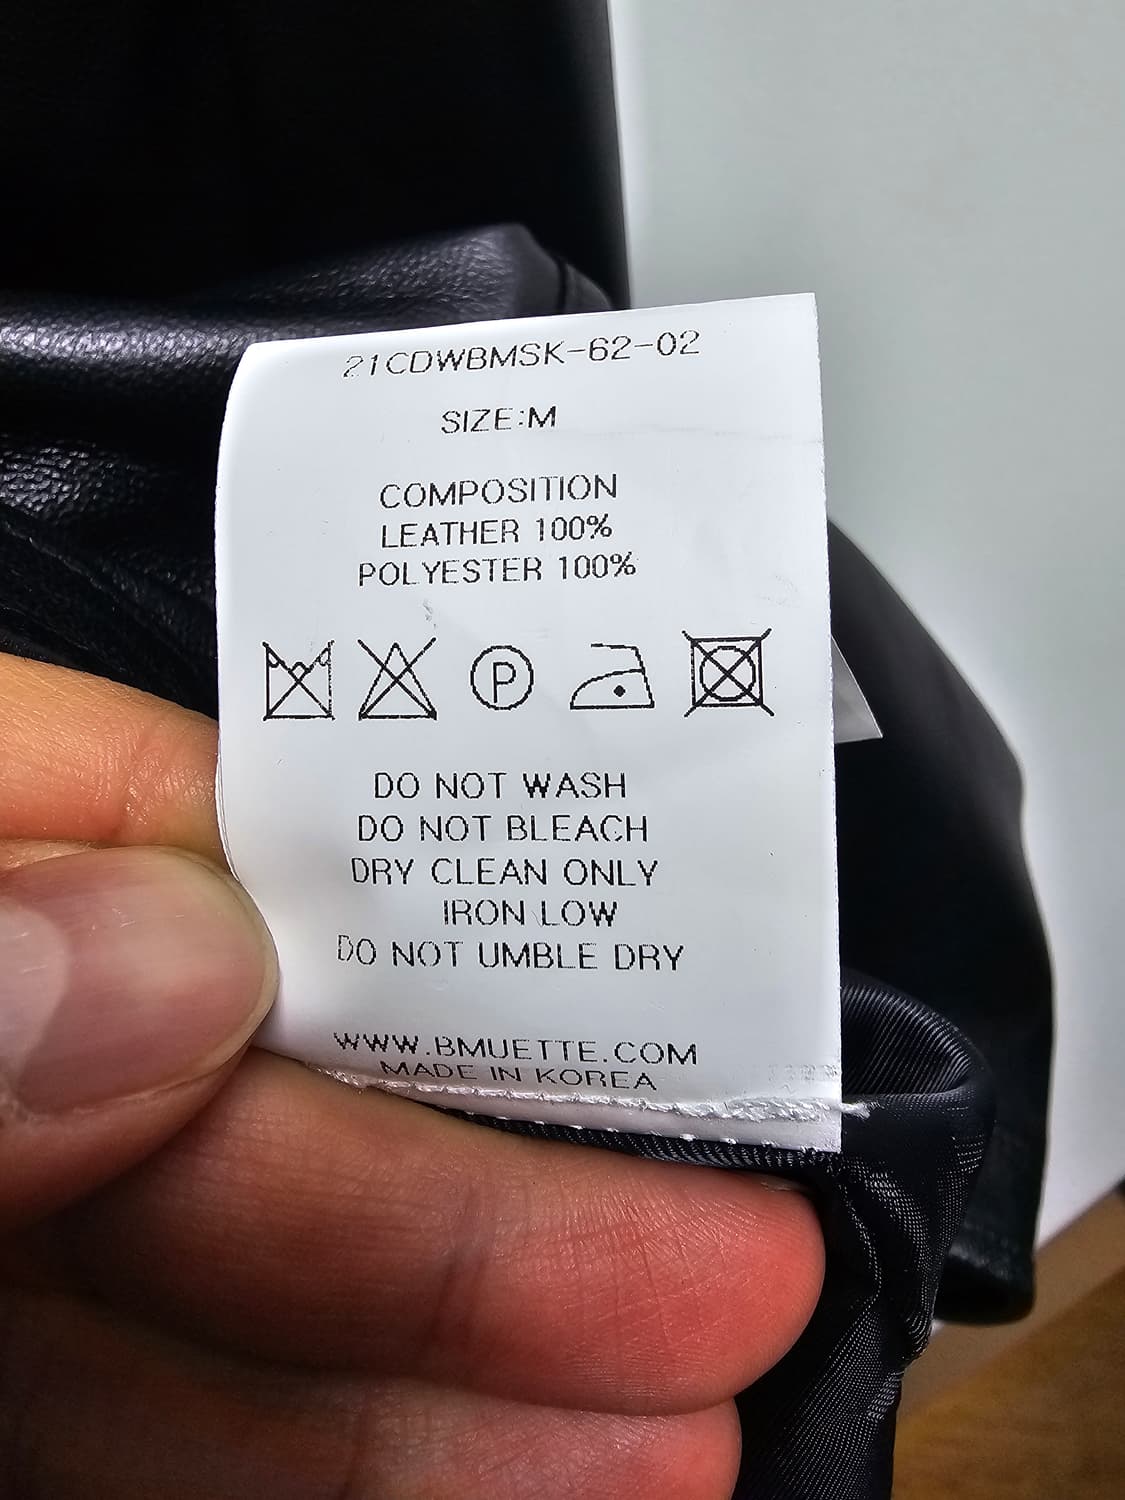 21CDWBMSK-62-02
SIZE:M
COMPOSITION
LEATHER 100%
POLYESTER 100%
P
DO NOT WASH
DO NOT BLEACH
DRY CLEAN ONLY
IRON LOW
DO NOT UMBLE DRY
WWW.BMUETTE.COM
MADE IN KOREA